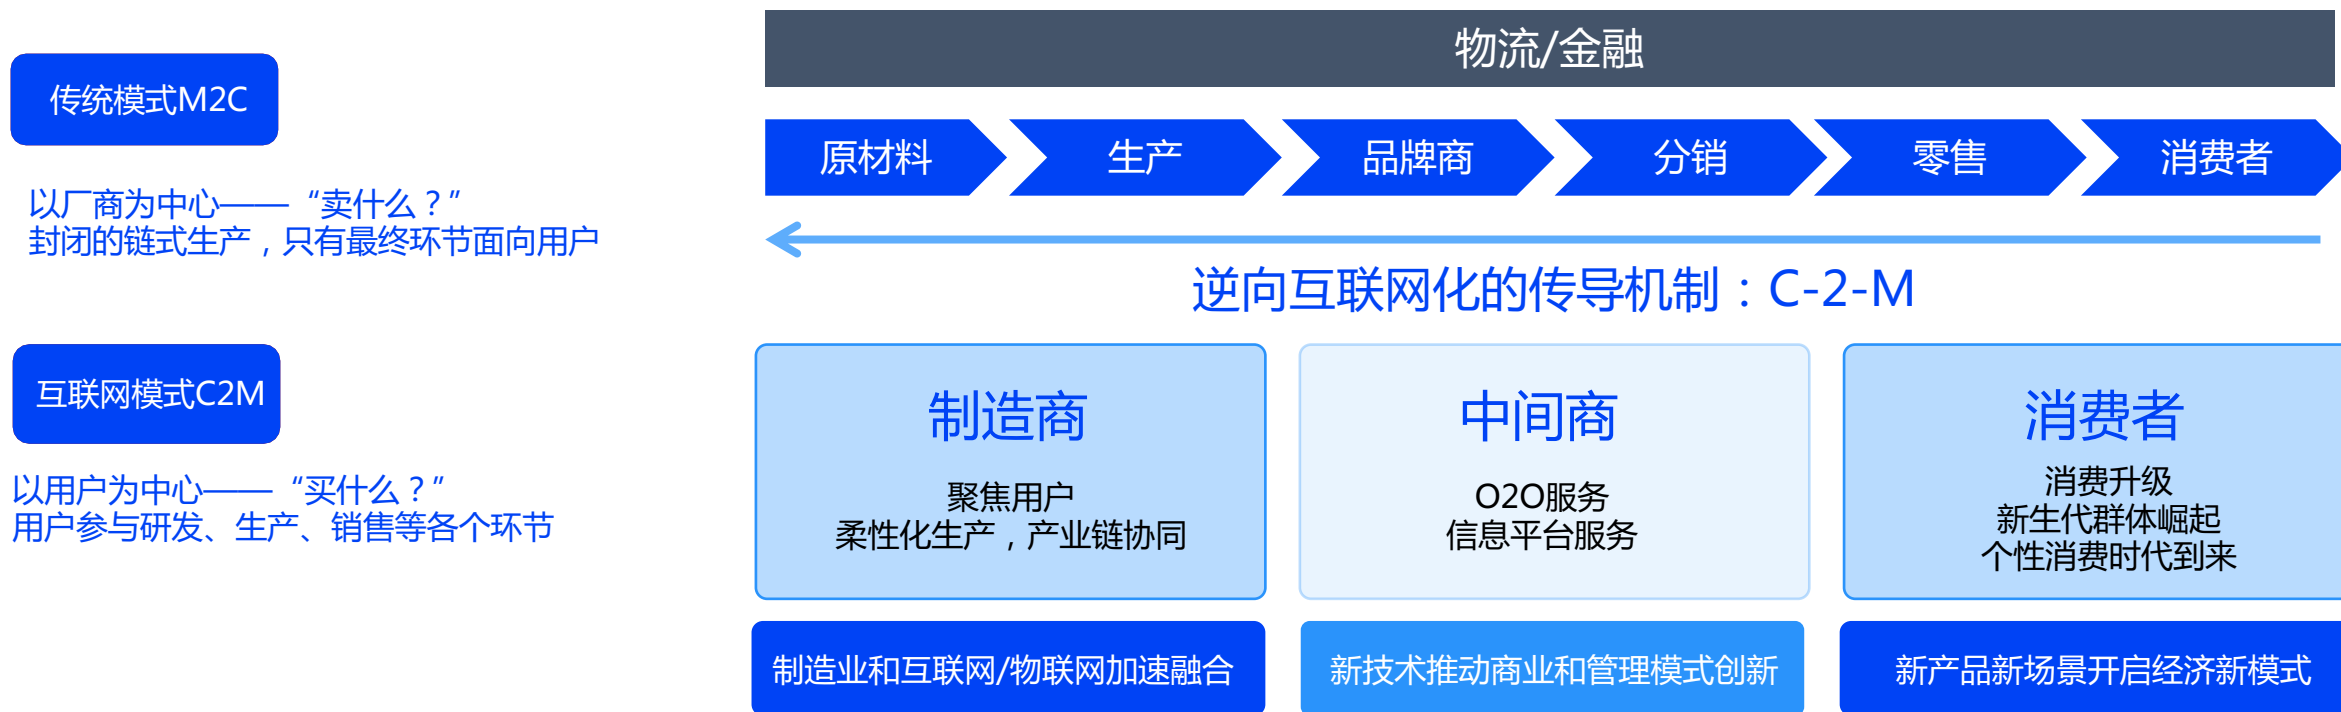 传统模式M2C
以厂商为中心——“卖什么？”
封闭的链式生产，只有最终环节面向用户
互联网模式C2M
以用户为中心——“买什么？”
用户参与研发、生产、销售等各个环节
物流/金融
原材料
生产
品牌商
分销
零售
消费者
逆向互联网化的传导机制：C-2-M
制造商
聚焦用户
柔性化生产，产业链协同
中间商
O2O服务
信息平台服务
消费者
消费升级
新生代群体崛起
个性消费时代到来
制造业和互联网/物联网加速融合
新技术推动商业和管理模式创新
新产品新场景开启经济新模式